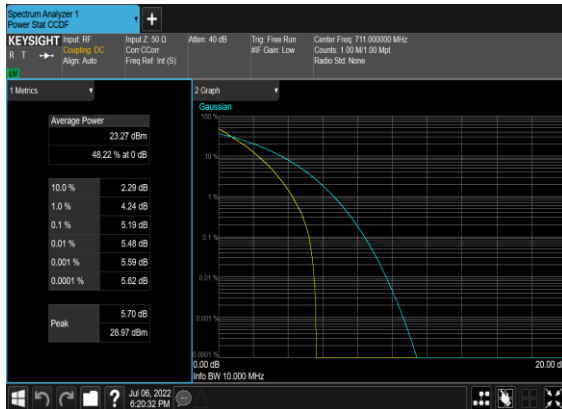 Spectrum Analyzer 1
Power Stat CCDF
+
KEYSIGHT
R T
LXI
Input: RF
Coupling: DC
Align: Auto
Input Z: 50 Ω
Corr CCorr
Freq Ref: Int (S)
Atten: 40 dB
Trig: Free Run
#IF Gain: Low
Center Freq: 711.000000 MHz
Counts: 1.00 M/1.00 Mpt
Radio Std: None
1 Metrics
Average Power
23.27 dBm
48.22 % at 0 dB
10.0 % 2.29 dB
1.0 % 4.24 dB
0.1 % 5.19 dB
0.01 % 5.48 dB
0.001 % 5.59 dB
0.0001 % 5.62 dB
Peak
5.70 dB
28.97 dBm
2 Graph
Gaussian
100 %
10 %
1 %
0.1 %
0.01 %
0.001 %
0.0001 %
0.00 dB
20.00 d
Info BW 10.000 MHz
?
Jul 06, 2022
6:20:32 PM